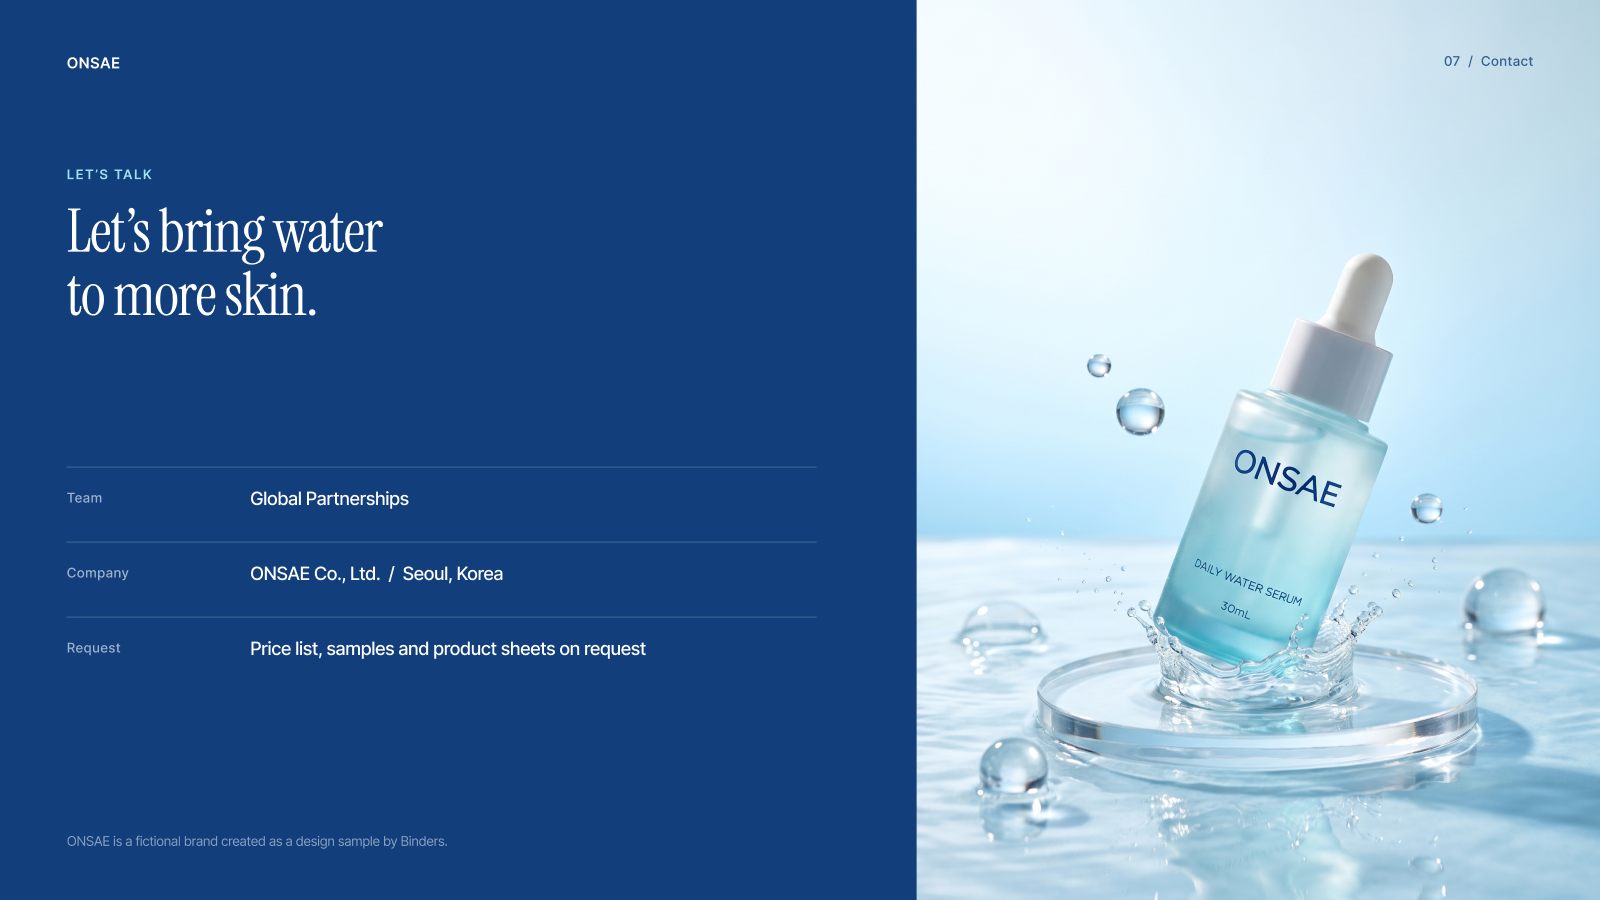 ONSAE
07 / Contact
LET’S TALK
Let’s bring water
to more skin.
Team
Global Partnerships
Company
ONSAE Co., Ltd. / Seoul, Korea
Request
Price list, samples and product sheets on request
ONSAE is a fictional brand created as a design sample by Binders.
ONSAE
DAILY WATER SERUM
30mL